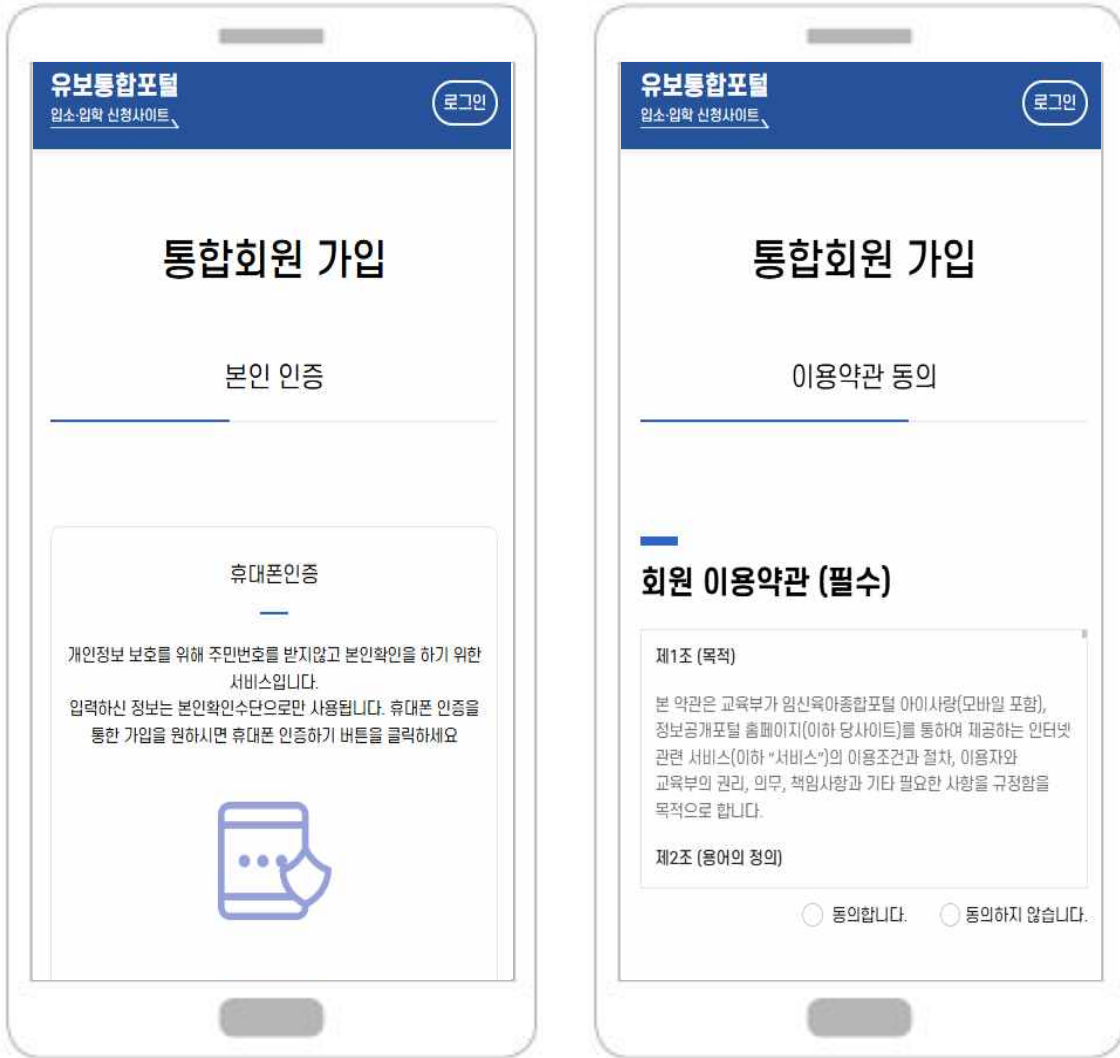 유보통합포털
입소·입학 신청사이트
로그인
통합회원 가입
본인 인증
휴대폰인증
개인정보 보호를 위해 주민번호를 받지않고 본인확인을 하기 위한
서비스입니다.
입력하신 정보는 본인확인수단으로만 사용됩니다. 휴대폰 인증을
통한 가입을 원하시면 휴대폰 인증하기 버튼을 클릭하세요
유보통합포털
입소·입학 신청사이트
로그인
통합회원 가입
이용약관 동의
회원 이용약관 (필수)
제1조 (목적)
본 약관은 교육부가 임신육아종합포털 아이사랑(모바일 포함),
정보공개포털 홈페이지(이하 당사이트)를 통하여 제공하는 인터넷
관련 서비스(이하 "서비스")의 이용조건과 절차, 이용자와
교육부의 권리, 의무, 책임사항과 기타 필요한 사항을 규정함을
목적으로 합니다.
제2조 (용어의 정의)
동의합니다. 동의하지 않습니다.